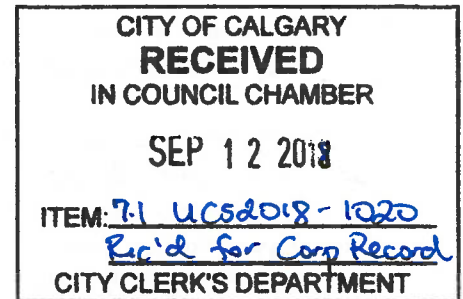 CITY OF CALGARY
RECEIVED
IN COUNCIL CHAMBER
SEP 12 2018
ITEM: 7.1 UCS2018-1020
Rec'd for Corp Record
CITY CLERK'S DEPARTMENT